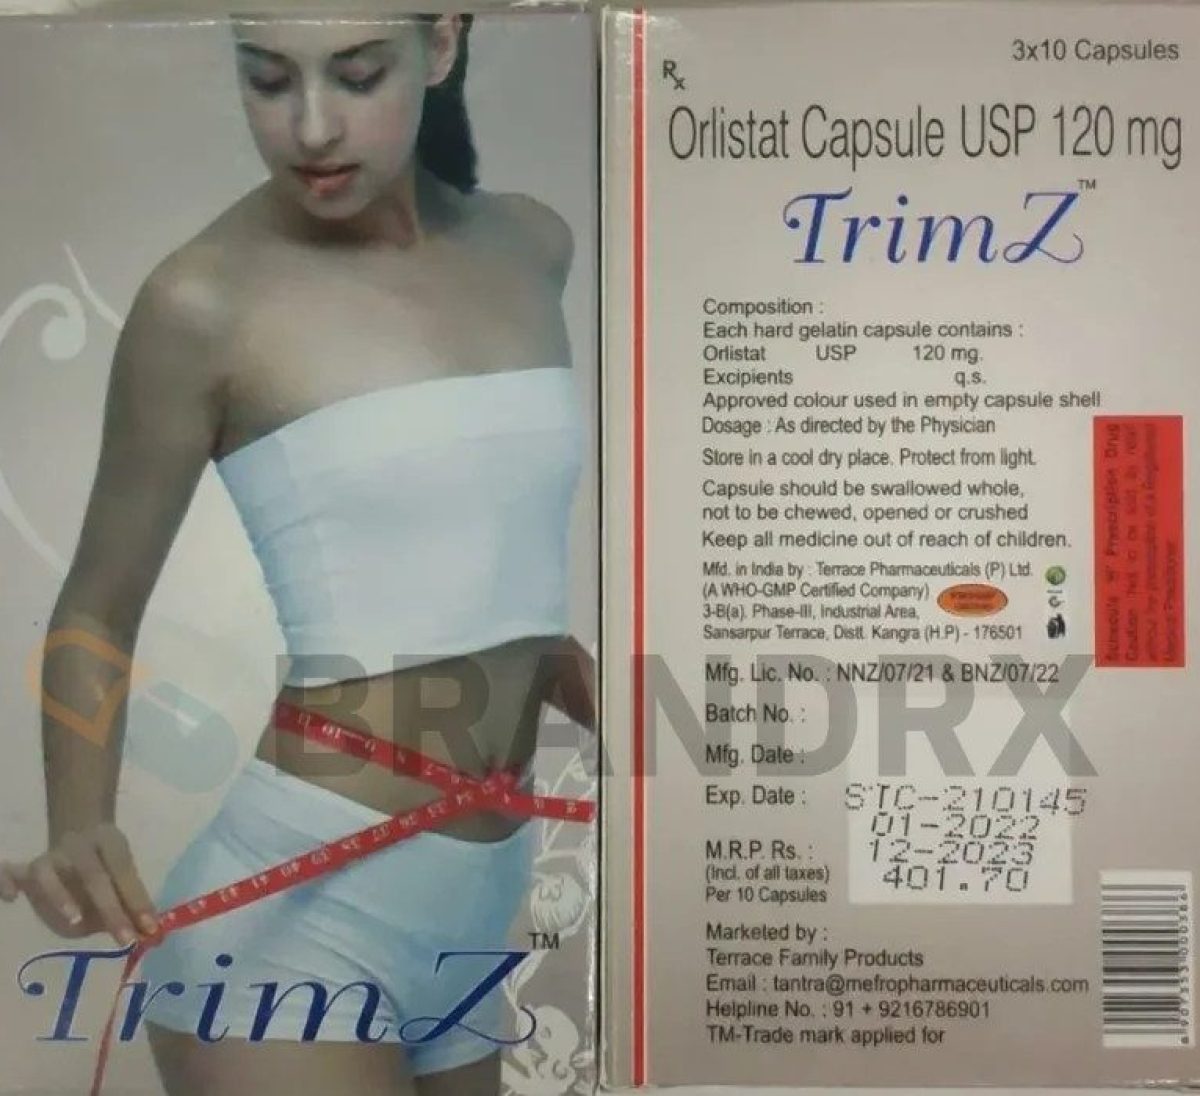 TrimZ™
3x10 Capsules
Rx
Orlistat Capsule USP 120 mg
TrimZ™
Composition :
Each hard gelatin capsule contains :
Orlistat USP 120 mg.
Excipients q.s.
Approved colour used in empty capsule shell
Dosage : As directed by the Physician
Store in a cool dry place. Protect from light.
Capsule should be swallowed whole,
not to be chewed, opened or crushed
Keep all medicine out of reach of children.
Mfd. in India by : Terrace Pharmaceuticals (P) Ltd.
(A WHO-GMP Certified Company)
3-B(a). Phase-III, Industrial Area,
Sansarpur Terrace, Distt. Kangra (H.P) - 176501
Mfg. Lic. No. : NNZ/07/21 & BNZ/07/22
BRANDRX
Batch No. :
Mfg. Date :
Exp. Date :
STC-210145
01-2022
12-2023
401.70
M.R.P. Rs. :
(Incl. of all taxes)
Per 10 Capsules
Marketed by :
Terrace Family Products
Email : tantra@mefropharmaceuticals.com
Helpline No. : 91 + 9216786901
TM-Trade mark applied for
Prescription Drug